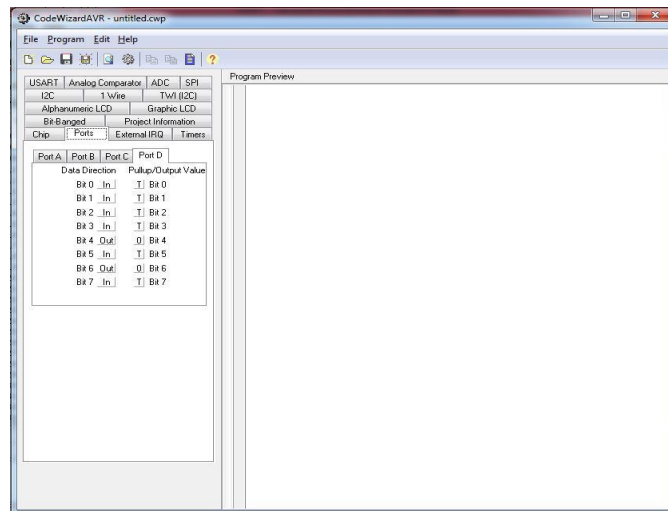 CodeWizardAVR - untitled.cwp
File Program Edit Help
Program Preview
USART Analog Comparator ADC SPI
I2C 1 Wire TWI (I2C)
Alphanumeric LCD Graphic LCD
Bit-Banged Project Information
Chip Ports External IRQ Timers
Port A Port B Port C Port D
Data Direction Pullup/Output Value
Bit 0 In T Bit 0
Bit 1 In T Bit 1
Bit 2 In T Bit 2
Bit 3 In T Bit 3
Bit 4 Out 0 Bit 4
Bit 5 In T Bit 5
Bit 6 Out 0 Bit 6
Bit 7 In T Bit 7